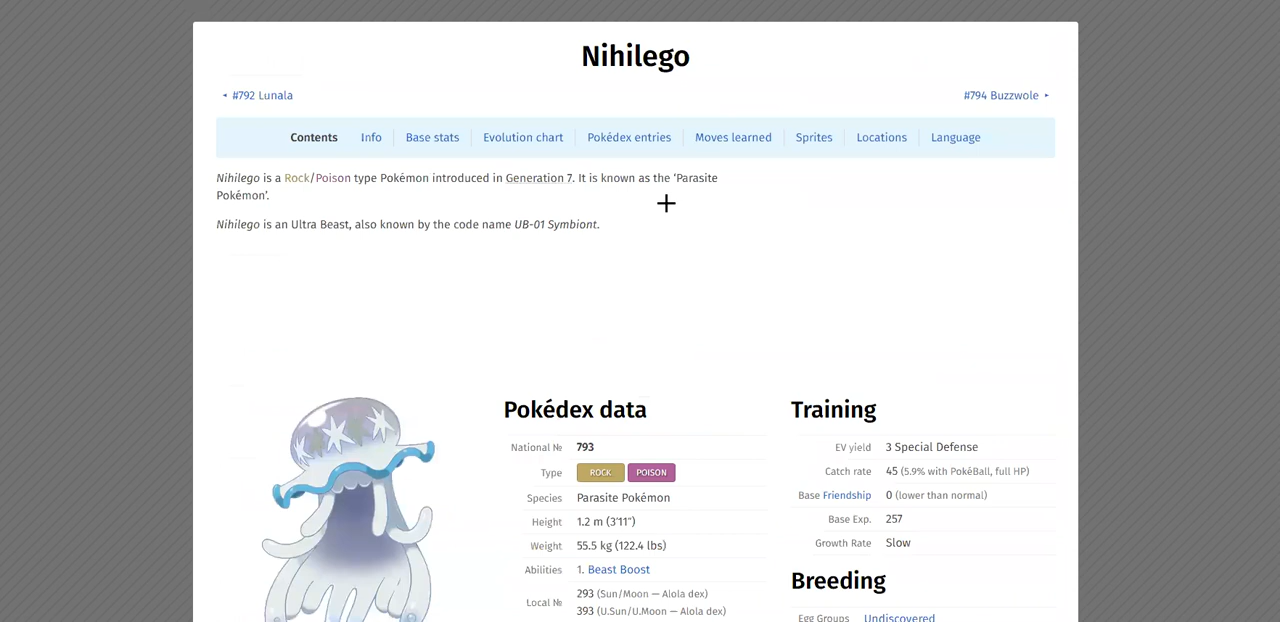 Nihilego
◂ #792 Lunala
#794 Buzzwole ▸
Contents Info Base stats Evolution chart Pokédex entries Moves learned Sprites Locations Language
Nihilego is a Rock/Poison type Pokémon introduced in Generation 7. It is known as the ‘Parasite
Pokémon’.
Nihilego is an Ultra Beast, also known by the code name UB-01 Symbiont.
Pokédex data
National № 793
Type ROCK POISON
Species Parasite Pokémon
Height 1.2 m (3′11″)
Weight 55.5 kg (122.4 lbs)
Abilities 1. Beast Boost
Local № 293 (Sun/Moon — Alola dex)
393 (U.Sun/U.Moon — Alola dex)
Training
EV yield 3 Special Defense
Catch rate 45 (5.9% with PokéBall, full HP)
Base Friendship 0 (lower than normal)
Base Exp. 257
Growth Rate Slow
Breeding
Egg Groups Undiscovered